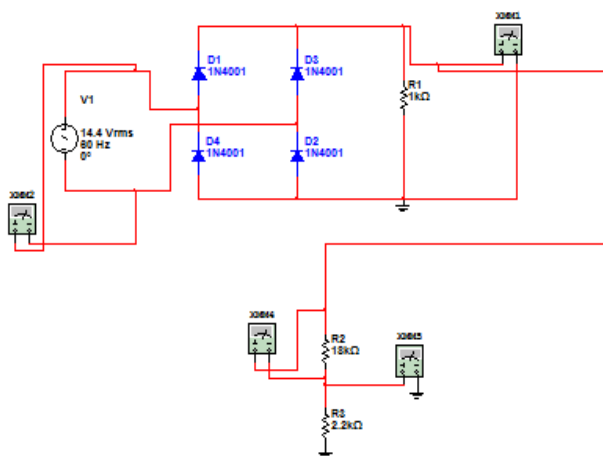 XMM1
D1
1N4001
D3
1N4001
R1
1kΩ
V1
14.4 Vrms
60 Hz
0°
D4
1N4001
D2
1N4001
XMM2
XMM4
R2
18kΩ
XMM5
R3
2.2kΩ